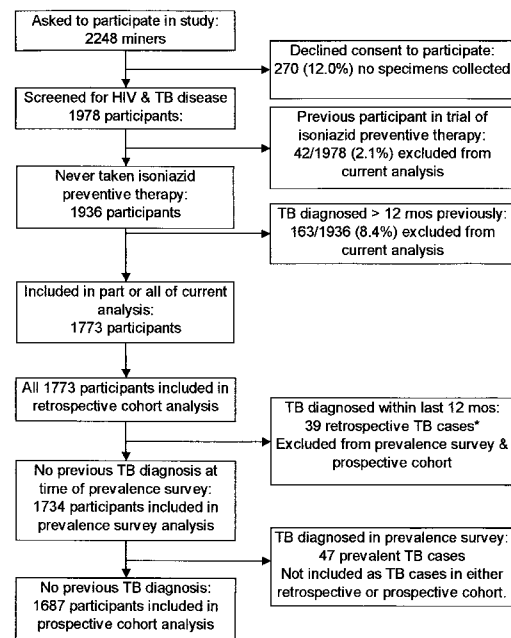 Asked to participate in study:
2248 miners
Declined consent to participate:
270 (12.0%) no specimens collected
Screened for HIV & TB disease
1978 participants:
Previous participant in trial of
isoniazid preventive therapy:
42/1978 (2.1%) excluded from
current analysis
Never taken isoniazid
preventive therapy:
1936 participants
TB diagnosed > 12 mos previously:
163/1936 (8.4%) excluded from
current analysis
Included in part or all of current
analysis:
1773 participants
All 1773 participants included in
retrospective cohort analysis
TB diagnosed within last 12 mos:
39 retrospective TB cases*
Excluded from prevalence survey &
prospective cohort
No previous TB diagnosis at
time of prevalence survey:
1734 participants included in
prevalence survey analysis
TB diagnosed in prevalence survey:
47 prevalent TB cases
Not included as TB cases in either
retrospective or prospective cohort.
No previous TB diagnosis:
1687 participants included in
prospective cohort analysis